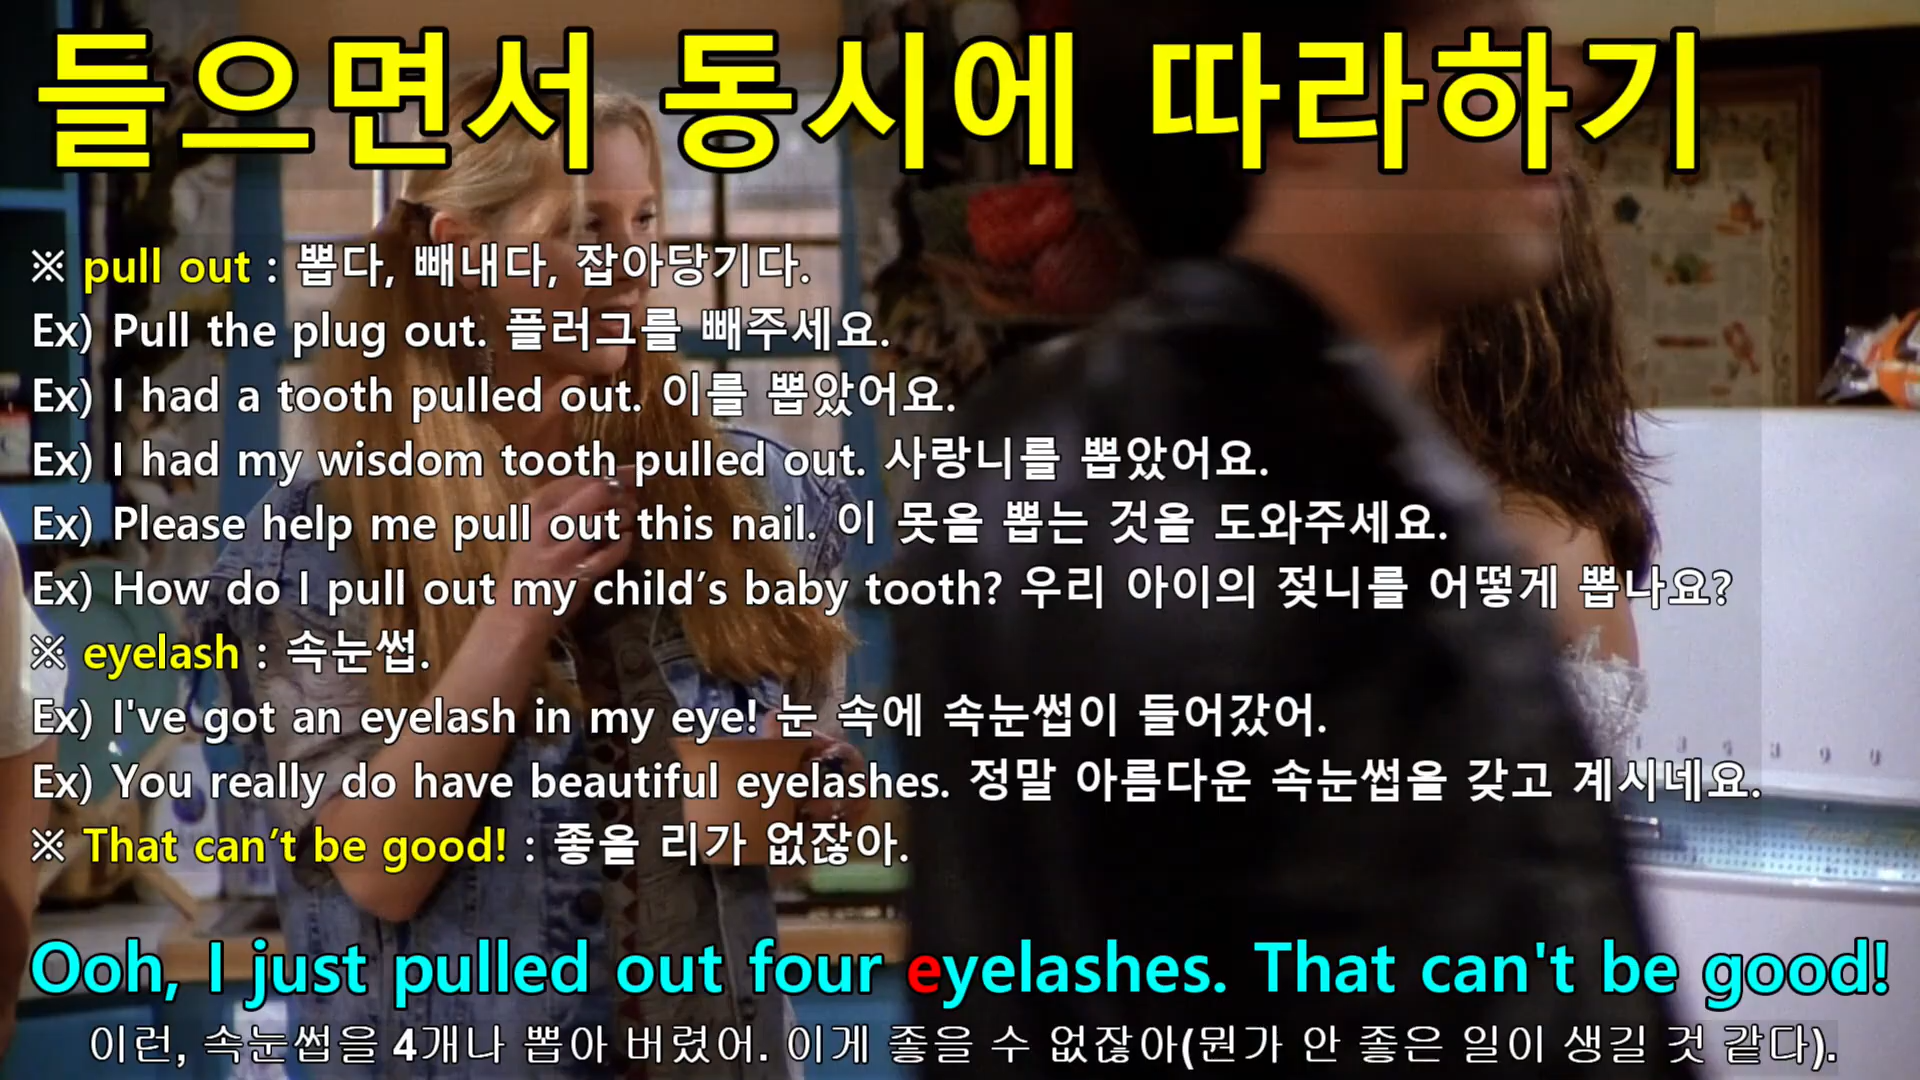 들으면서 동시에 따라하기
※ pull out : 뽑다, 빼내다, 잡아당기다.
Ex) Pull the plug out. 플러그를 빼주세요.
Ex) I had a tooth pulled out. 이를 뽑았어요.
Ex) I had my wisdom tooth pulled out. 사랑니를 뽑았어요.
Ex) Please help me pull out this nail. 이 못을 뽑는 것을 도와주세요.
Ex) How do I pull out my child’s baby tooth? 우리 아이의 젖니를 어떻게 뽑나요?
※ eyelash : 속눈썹.
Ex) I've got an eyelash in my eye! 눈 속에 속눈썹이 들어갔어.
Ex) You really do have beautiful eyelashes. 정말 아름다운 속눈썹을 갖고 계시네요.
※ That can’t be good! : 좋을 리가 없잖아.
Ooh, I just pulled out four eyelashes. That can't be good!
이런, 속눈썹을 4개나 뽑아 버렸어. 이게 좋을 수 없잖아(뭔가 안 좋은 일이 생길 것 같다).